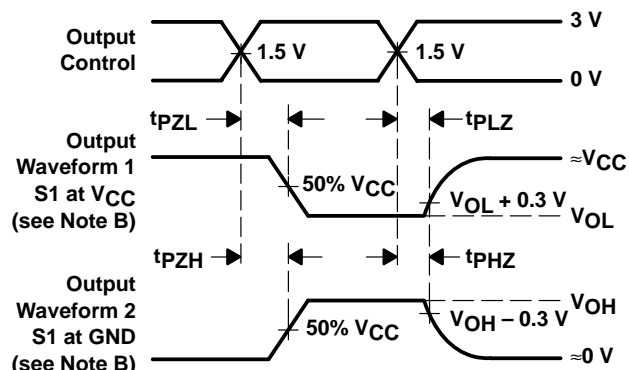 Output
Control
1.5 V
1.5 V
3 V
0 V
tPZL
tPLZ
Output
Waveform 1
S1 at VCC
(see Note B)
50% VCC
≈VCC
VOL + 0.3 V
VOL
tPZH
tPHZ
Output
Waveform 2
S1 at GND
(see Note B)
50% VCC
VOH
VOH – 0.3 V
≈0 V